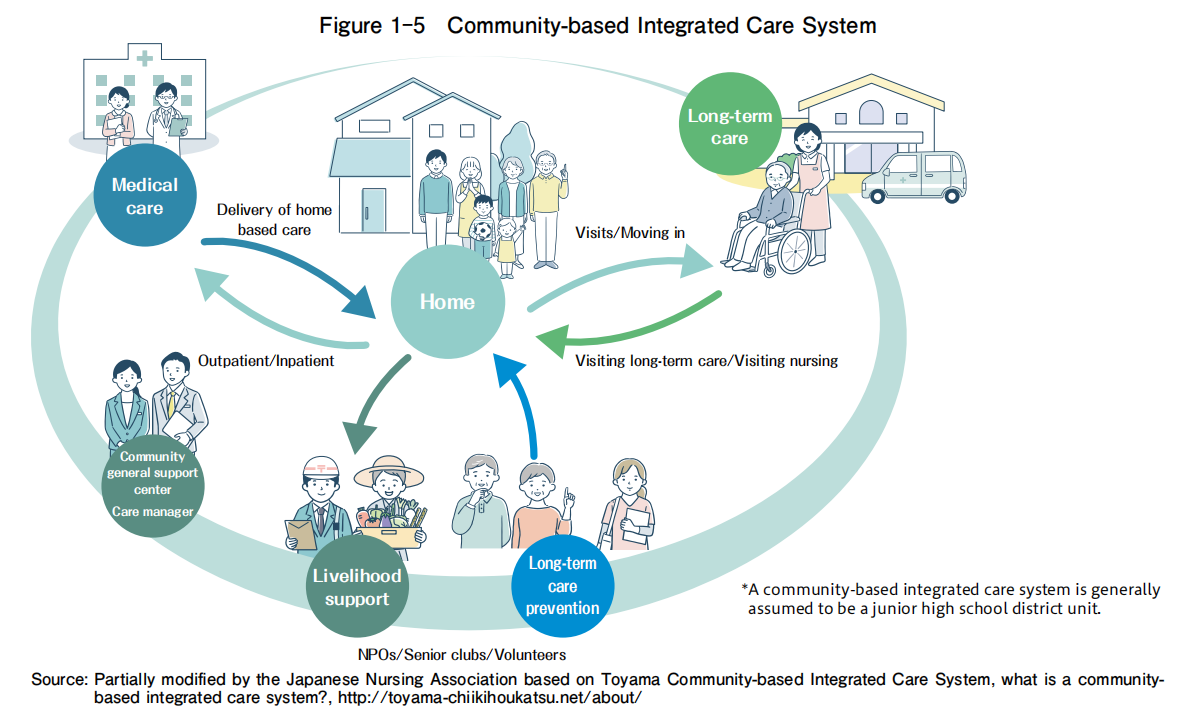 Figure 1-5 Community-based Integrated Care System
Medical
care
Long-term
care
Delivery of home
based care
Visits/Moving in
Home
Outpatient/Inpatient
Visiting long-term care/Visiting nursing
Community
general support
center
Care manager
Livelihood
support
Long-term
care
prevention
*A community-based integrated care system is generally
assumed to be a junior high school district unit.
NPOs/Senior clubs/Volunteers
Source: Partially modified by the Japanese Nursing Association based on Toyama Community-based Integrated Care System, what is a community-
based integrated care system?, http://toyama-chiikihoukatsu.net/about/